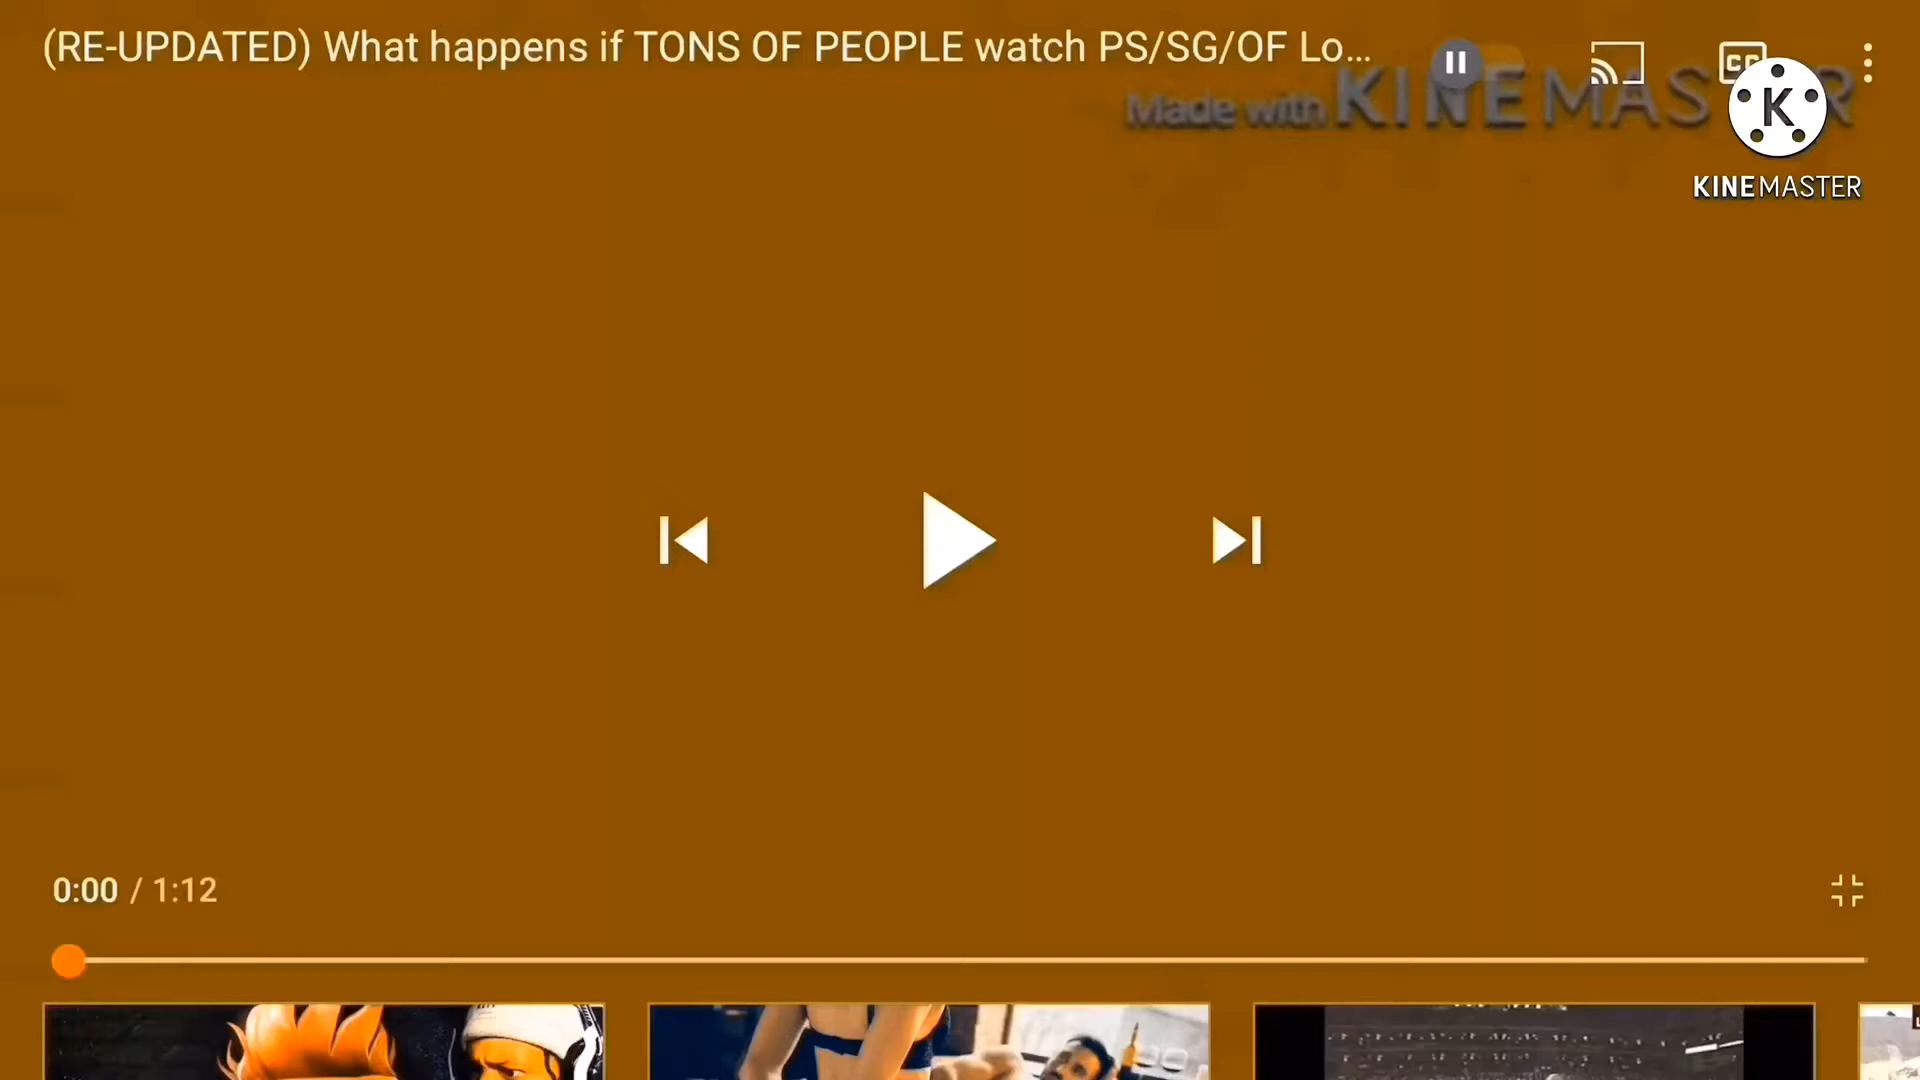 (RE-UPDATED) What happens if TONS OF PEOPLE watch PS/SG/OF Lo...
CC
Made with KINEMASTER
K
KINEMASTER
0:00 / 1:12